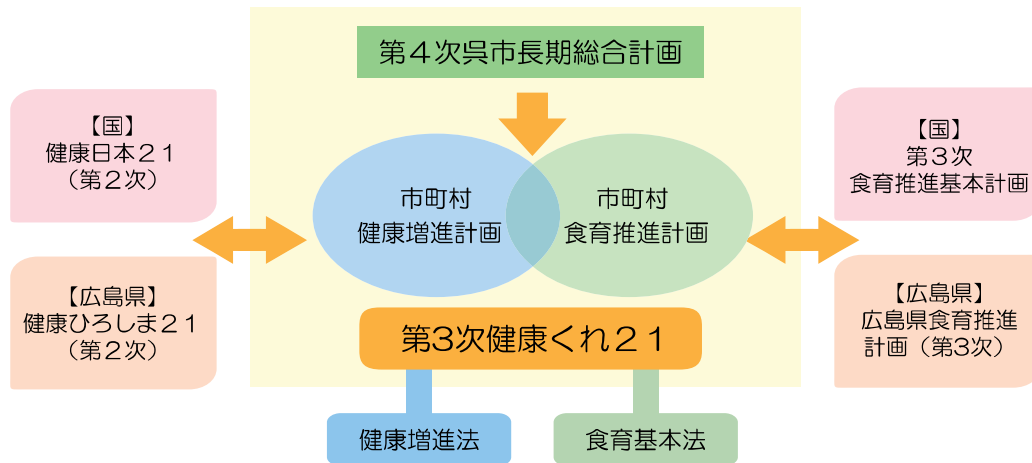 第４次呉市長期総合計画
【国】
健康日本２１
（第２次）
【広島県】
健康ひろしま２１
（第２次）
市町村
健康増進計画
市町村
食育推進計画
第3次健康くれ２１
健康増進法
食育基本法
【国】
第３次
食育推進基本計画
【広島県】
広島県食育推進
計画（第3次）